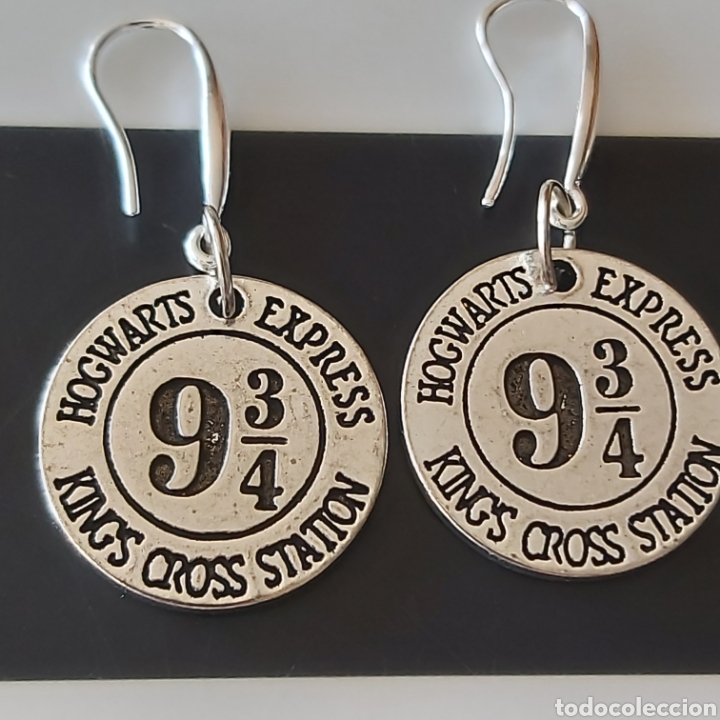 HOGWARTS EXPRESS
9 3/4
KING'S CROSS STATION
HOGWARTS EXPRESS
9 3/4
KING'S CROSS STATION
todocoleccion